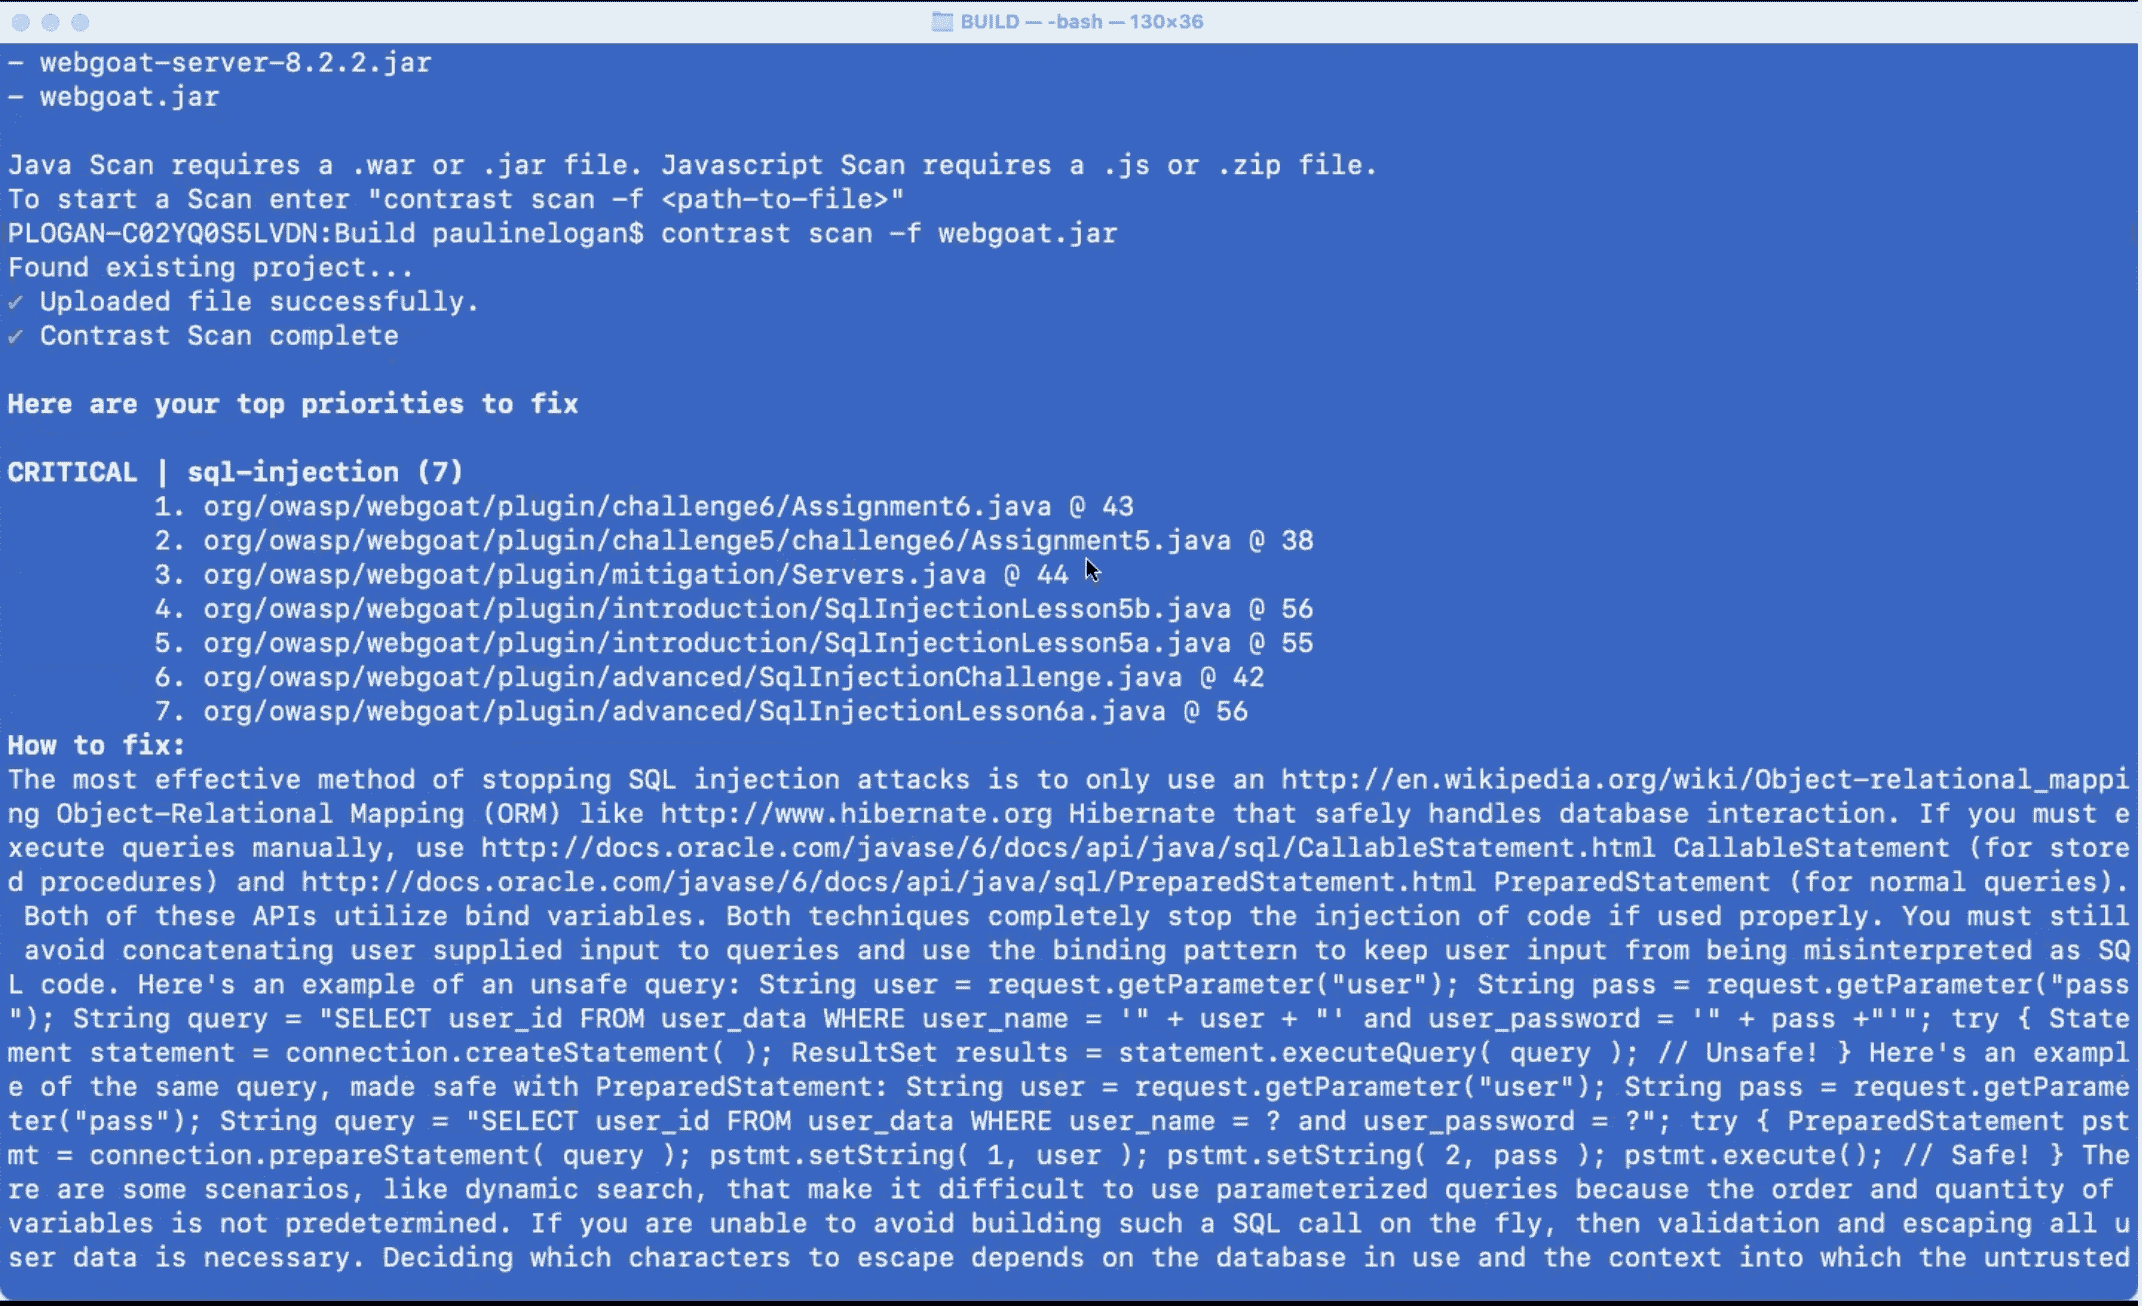 BUILD — -bash — 130×36
- webgoat-server-8.2.2.jar
- webgoat.jar
Java Scan requires a .war or .jar file. Javascript Scan requires a .js or .zip file.
To start a Scan enter "contrast scan -f <path-to-file>"
PLOGAN-C02YQ0S5LVDN:Build paulinelogan$ contrast scan -f webgoat.jar
Found existing project...
✔ Uploaded file successfully.
✔ Contrast Scan complete
Here are your top priorities to fix
CRITICAL | sql-injection (7)
1. org/owasp/webgoat/plugin/challenge6/Assignment6.java @ 43
2. org/owasp/webgoat/plugin/challenge5/challenge6/Assignment5.java @ 38
3. org/owasp/webgoat/plugin/mitigation/Servers.java @ 44
4. org/owasp/webgoat/plugin/introduction/SqlInjectionLesson5b.java @ 56
5. org/owasp/webgoat/plugin/introduction/SqlInjectionLesson5a.java @ 55
6. org/owasp/webgoat/plugin/advanced/SqlInjectionChallenge.java @ 42
7. org/owasp/webgoat/plugin/advanced/SqlInjectionLesson6a.java @ 56
How to fix:
The most effective method of stopping SQL injection attacks is to only use an http://en.wikipedia.org/wiki/Object-relational_mappi
ng Object-Relational Mapping (ORM) like http://www.hibernate.org Hibernate that safely handles database interaction. If you must e
xecute queries manually, use http://docs.oracle.com/javase/6/docs/api/java/sql/CallableStatement.html CallableStatement (for store
d procedures) and http://docs.oracle.com/javase/6/docs/api/java/sql/PreparedStatement.html PreparedStatement (for normal queries).
Both of these APIs utilize bind variables. Both techniques completely stop the injection of code if used properly. You must still
avoid concatenating user supplied input to queries and use the binding pattern to keep user input from being misinterpreted as SQ
L code. Here's an example of an unsafe query: String user = request.getParameter("user"); String pass = request.getParameter("pass
"); String query = "SELECT user_id FROM user_data WHERE user_name = '" + user + "' and user_password = '" + pass +"'"; try { State
ment statement = connection.createStatement( ); ResultSet results = statement.executeQuery( query ); // Unsafe! } Here's an exampl
e of the same query, made safe with PreparedStatement: String user = request.getParameter("user"); String pass = request.getParame
ter("pass"); String query = "SELECT user_id FROM user_data WHERE user_name = ? and user_password = ?"; try { PreparedStatement pst
mt = connection.prepareStatement( query ); pstmt.setString( 1, user ); pstmt.setString( 2, pass ); pstmt.execute(); // Safe! } The
re are some scenarios, like dynamic search, that make it difficult to use parameterized queries because the order and quantity of
variables is not predetermined. If you are unable to avoid building such a SQL call on the fly, then validation and escaping all u
ser data is necessary. Deciding which characters to escape depends on the database in use and the context into which the untrusted